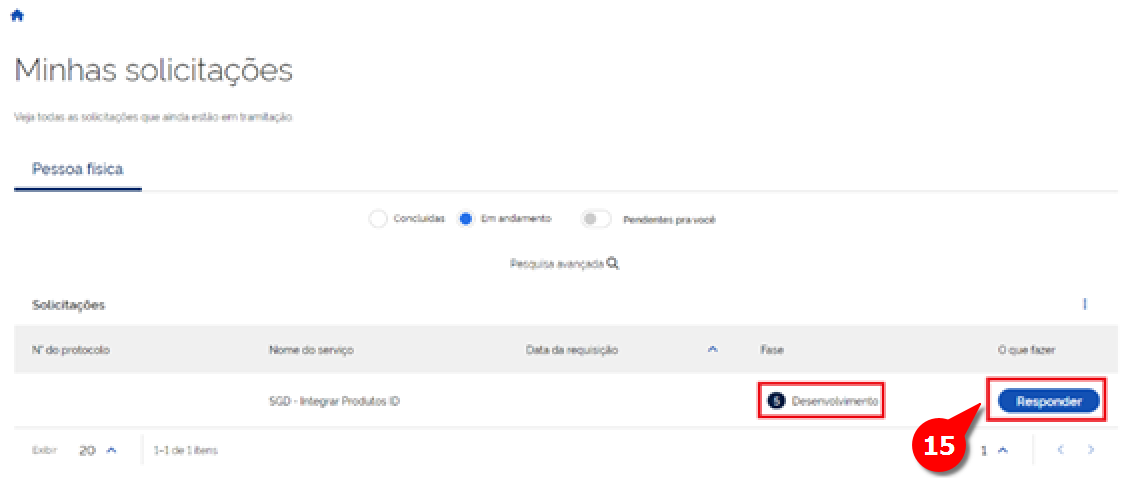 Minhas solicitações
Veja todas as solicitações que ainda estão em tramitação
Pessoa física
Concluídas Em andamento Pendentes pra você
Pesquisa avançada
Solicitações
N° do protocolo Nome do serviço Data da requisição Fase O que fazer
SGD - Integrar Produtos ID 5 Desenvolvimento Responder
15
Exibir 20 1-1 de 1 itens 1